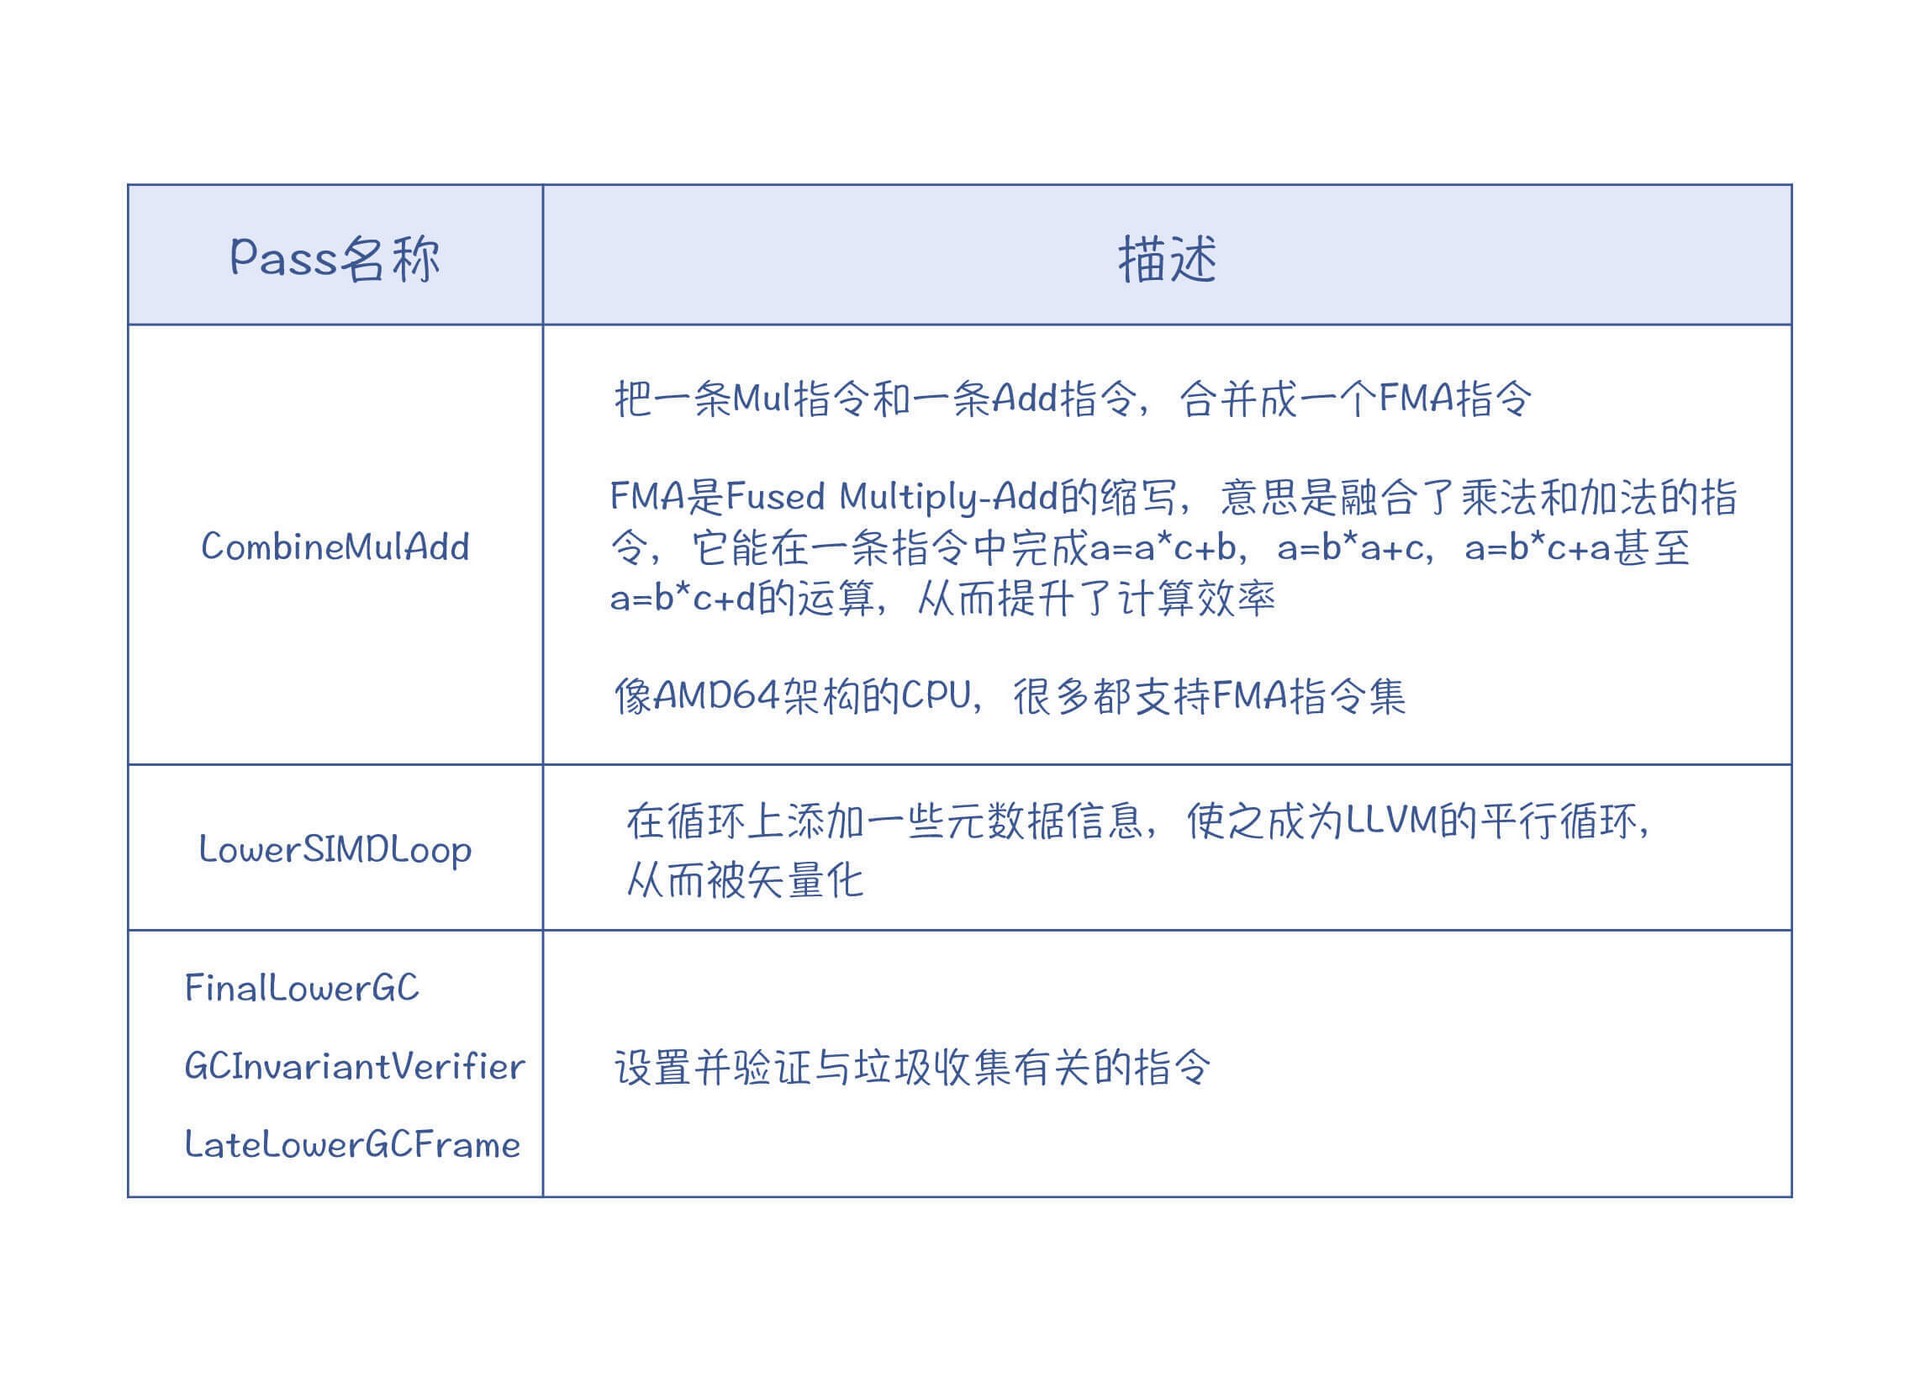 Pass名称
描述
CombineMulAdd
把一条Mul指令和一条Add指令，合并成一个FMA指令
FMA是Fused Multiply-Add的缩写，意思是融合了乘法和加法的指
令，它能在一条指令中完成a=a*c+b，a=b*a+c，a=b*c+a甚至
a=b*c+d的运算，从而提升了计算效率
像AMD64架构的CPU，很多都支持FMA指令集
LowerSIMDLoop
在循环上添加一些元数据信息，使之成为LLVM的平行循环，
从而被矢量化
FinalLowerGC
GCInvariantVerifier
LateLowerGCFrame
设置并验证与垃圾收集有关的指令